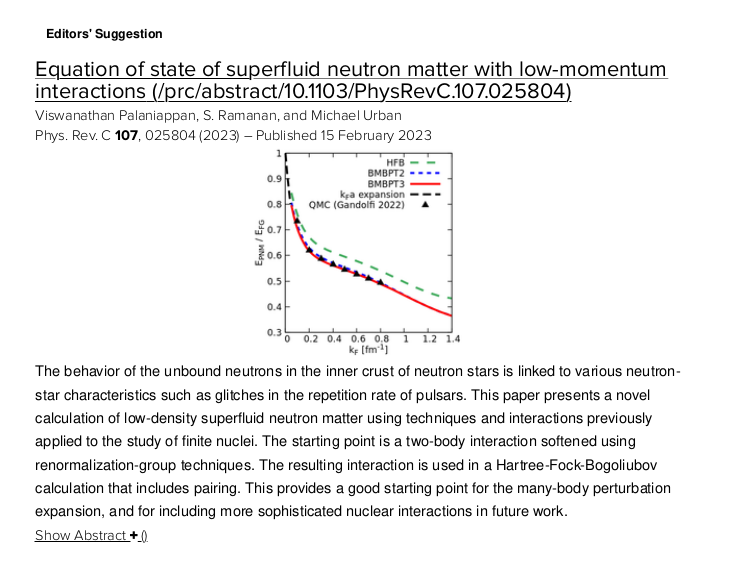 Editors' Suggestion
Equation of state of superfluid neutron matter with low-momentum
interactions (/prc/abstract/10.1103/PhysRevC.107.025804)
Viswanathan Palaniappan, S. Ramanan, and Michael Urban
Phys. Rev. C 107, 025804 (2023) – Published 15 February 2023
1
0.9
0.8
0.7
0.6
0.5
0.4
0.3
E_PNM / E_FG
HFB
BMBPT2
BMBPT3
k_Fa expansion
QMC (Gandolfi 2022)
0 0.2 0.4 0.6 0.8 1 1.2 1.4
k_F [fm^-1]
The behavior of the unbound neutrons in the inner crust of neutron stars is linked to various neutron-
star characteristics such as glitches in the repetition rate of pulsars. This paper presents a novel
calculation of low-density superfluid neutron matter using techniques and interactions previously
applied to the study of finite nuclei. The starting point is a two-body interaction softened using
renormalization-group techniques. The resulting interaction is used in a Hartree-Fock-Bogoliubov
calculation that includes pairing. This provides a good starting point for the many-body perturbation
expansion, and for including more sophisticated nuclear interactions in future work.
Show Abstract + ()